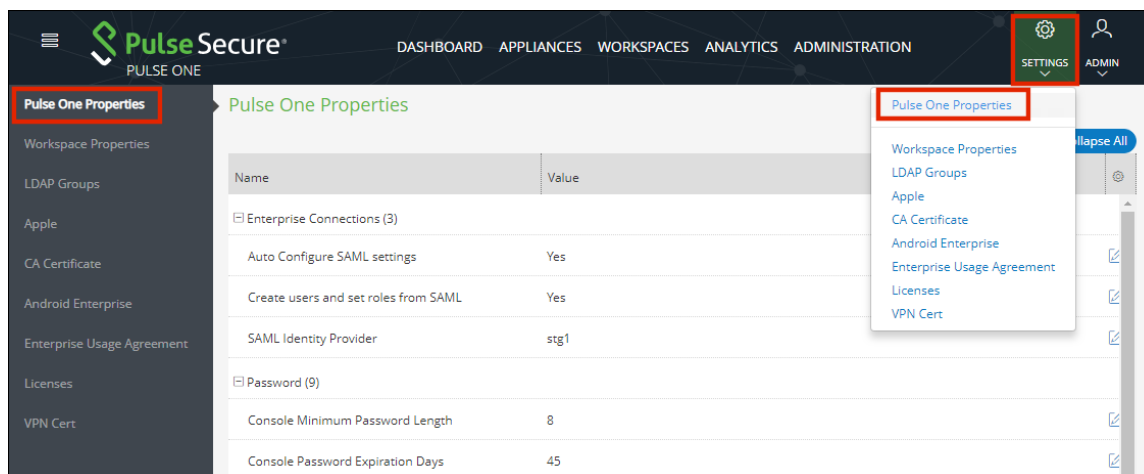 Pulse Secure®
PULSE ONE
DASHBOARD APPLIANCES WORKSPACES ANALYTICS ADMINISTRATION
SETTINGS
ADMIN
Pulse One Properties
Workspace Properties
LDAP Groups
Apple
CA Certificate
Android Enterprise
Enterprise Usage Agreement
Licenses
VPN Cert
Pulse One Properties
Pulse One Properties
Workspace Properties
LDAP Groups
Apple
CA Certificate
Android Enterprise
Enterprise Usage Agreement
Licenses
VPN Cert
llapse All
Name Value
Enterprise Connections (3)
Auto Configure SAML settings Yes
Create users and set roles from SAML Yes
SAML Identity Provider stg1
Password (9)
Console Minimum Password Length 8
Console Password Expiration Days 45